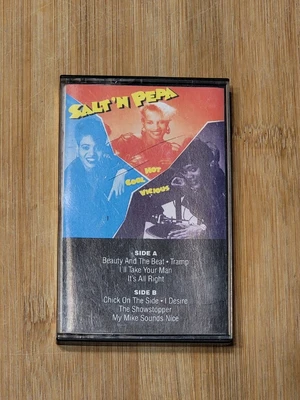 SALT'N PEPA
HOT
COOL
VICIOUS
SIDE A
Beauty And The Beat • Tramp
I'll Take Your Man
It's All Right
SIDE B
Chick On The Side • I Desire
The Showstopper
My Mike Sounds Nice